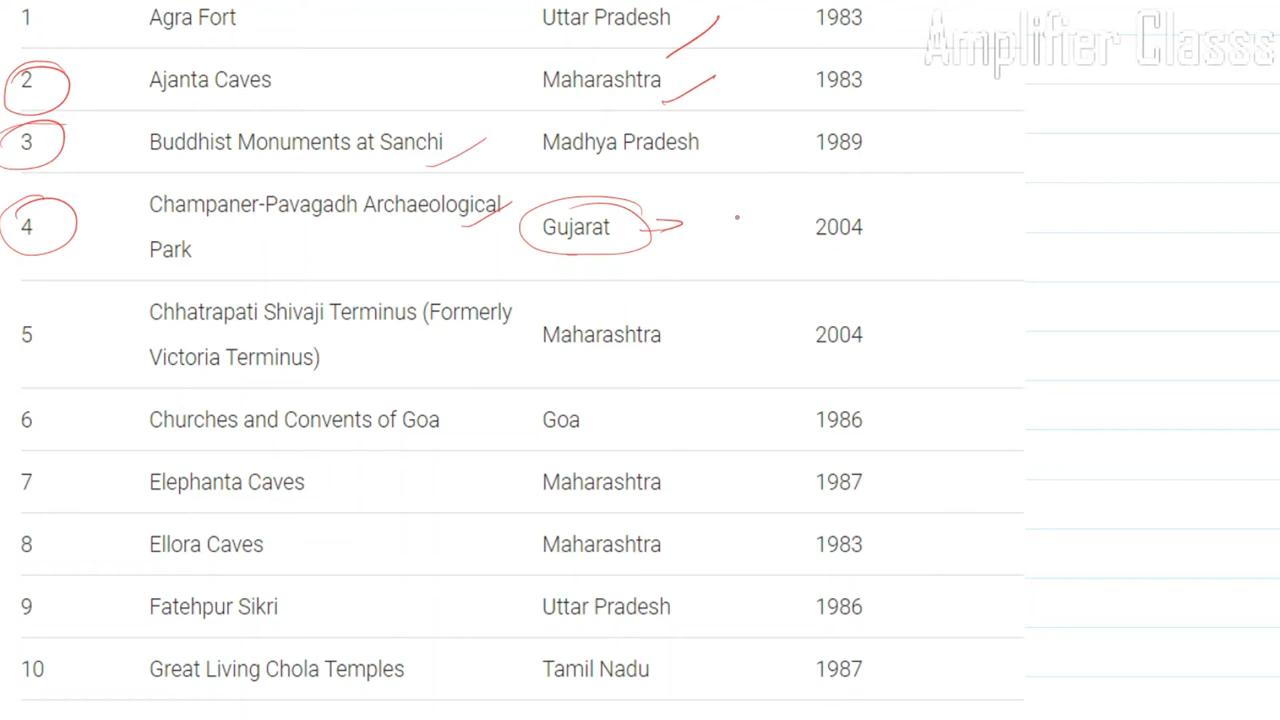 1 Agra Fort Uttar Pradesh 1983
Amplifier Classs
2 Ajanta Caves Maharashtra 1983
3 Buddhist Monuments at Sanchi Madhya Pradesh 1989
4 Champaner-Pavagadh Archaeological Gujarat 2004
Park
5 Chhatrapati Shivaji Terminus (Formerly Maharashtra 2004
Victoria Terminus)
6 Churches and Convents of Goa Goa 1986
7 Elephanta Caves Maharashtra 1987
8 Ellora Caves Maharashtra 1983
9 Fatehpur Sikri Uttar Pradesh 1986
10 Great Living Chola Temples Tamil Nadu 1987